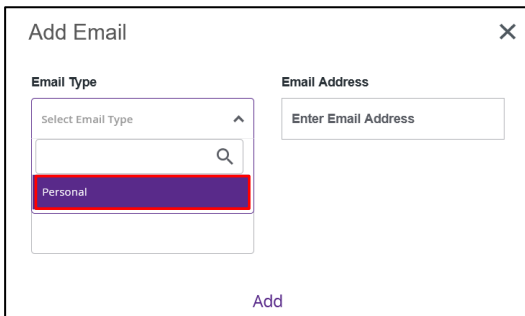 Add Email
Email Type
Email Address
Select Email Type
Enter Email Address
Personal
Add